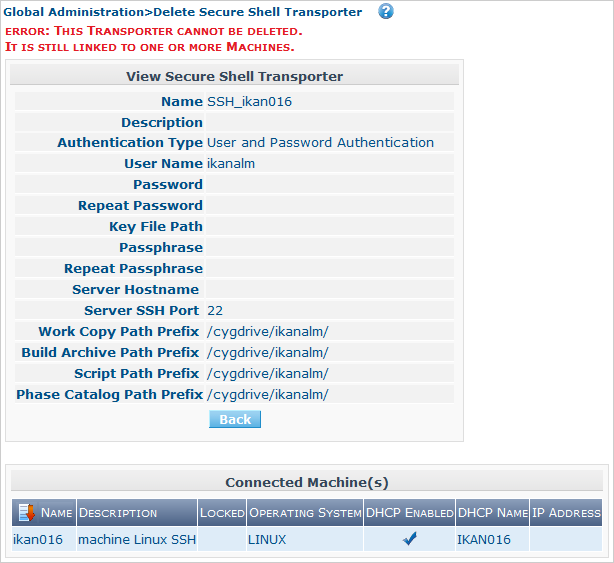 Global Administration>Delete Secure Shell Transporter ?
ERROR: THIS TRANSPORTER CANNOT BE DELETED.
IT IS STILL LINKED TO ONE OR MORE MACHINES.
View Secure Shell Transporter
Name SSH_ikan016
Description
Authentication Type User and Password Authentication
User Name ikanalm
Password
Repeat Password
Key File Path
Passphrase
Repeat Passphrase
Server Hostname
Server SSH Port 22
Work Copy Path Prefix /cygdrive/ikanalm/
Build Archive Path Prefix /cygdrive/ikanalm/
Script Path Prefix /cygdrive/ikanalm/
Phase Catalog Path Prefix /cygdrive/ikanalm/
Back
Connected Machine(s)
NAME DESCRIPTION LOCKED OPERATING SYSTEM DHCP ENABLED DHCP NAME IP ADDRESS
ikan016 machine Linux SSH LINUX IKAN016